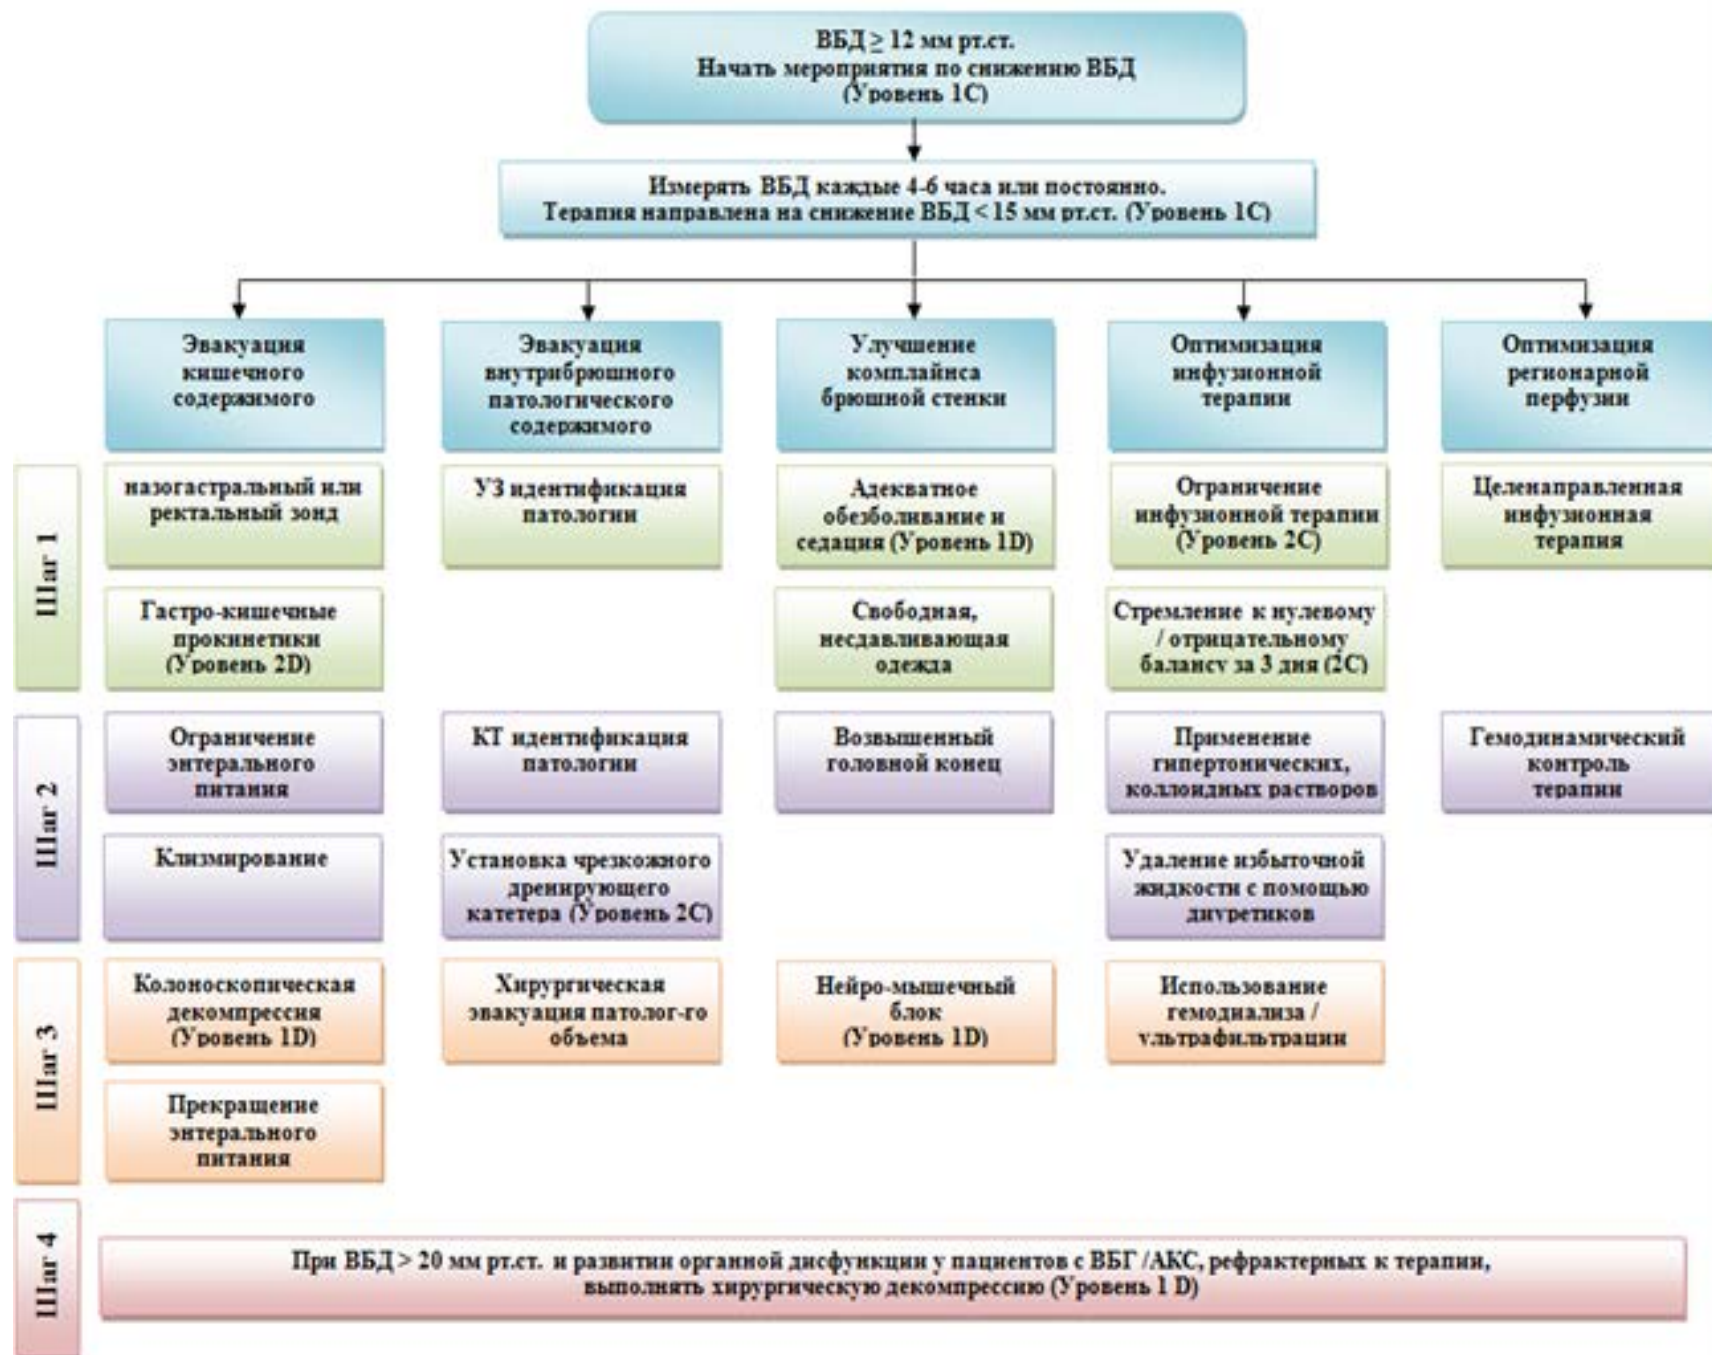 ВБД ≥ 12 мм рт.ст.
Начать мероприятия по снижению ВБД
(Уровень 1С)
Измерять ВБД каждые 4-6 часа или постоянно.
Терапия направлена на снижение ВБД < 15 мм рт.ст. (Уровень 1С)
Эвакуация
кишечного
содержимого
Эвакуация
внутрибрюшного
патологического
содержимого
Улучшение
комплайнса
брюшной стенки
Оптимизация
инфузионной
терапии
Оптимизация
регионарной
перфузии
Шаг 1
назогастральный или
ректальный зонд
УЗ идентификация
патологии
Адекватное
обезболивание и
седация (Уровень 1D)
Ограничение
инфузионной терапии
(Уровень 2С)
Целенаправленная
инфузионная
терапия
Гастро-кишечные
прокинетики
(Уровень 2D)
Свободная,
несдавливающая
одежда
Стремление к нулевому
/ отрицательному
балансу за 3 дня (2С)
Шаг 2
Ограничение
энтерального
питания
КТ идентификация
патологии
Возвышенный
головной конец
Применение
гипертонических,
коллоидных растворов
Гемодинамический
контроль
терапии
Клизмирование
Установка чрезкожного
дренирующего
катетера (Уровень 2С)
Удаление избыточной
жидкости с помощью
диуретиков
Шаг 3
Колоноскопическая
декомпрессия
(Уровень 1D)
Хирургическая
эвакуация патолог-го
объема
Нейро-мышечный
блок
(Уровень 1D)
Использование
гемодиализа /
ультрафильтрации
Прекращение
энтерального
питания
Шаг 4
При ВБД > 20 мм рт.ст. и развитии органной дисфункции у пациентов с ВБГ /АКС, рефрактерных к терапии,
выполнять хирургическую декомпрессию (Уровень 1 D)